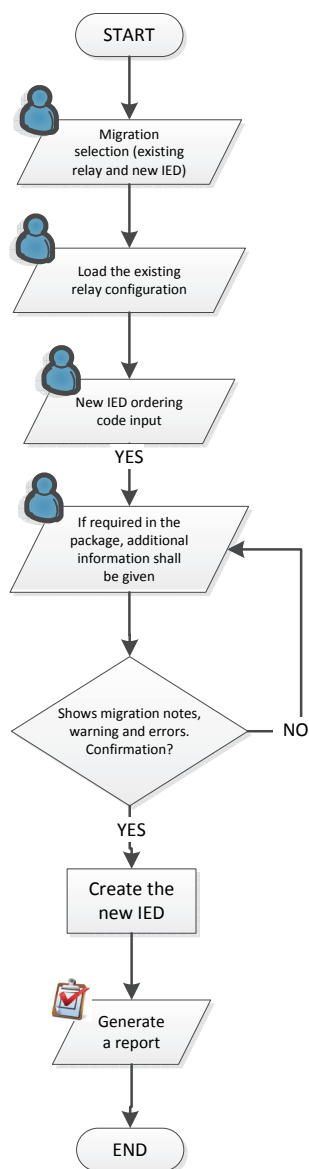 START
Migration
selection (existing
relay and new IED)
Load the existing
relay configuration
New IED ordering
code input
YES
If required in the
package, additional
information shall
be given
Shows migration notes,
warning and errors.
Confirmation?
NO
YES
Create the
new IED
Generate
a report
END